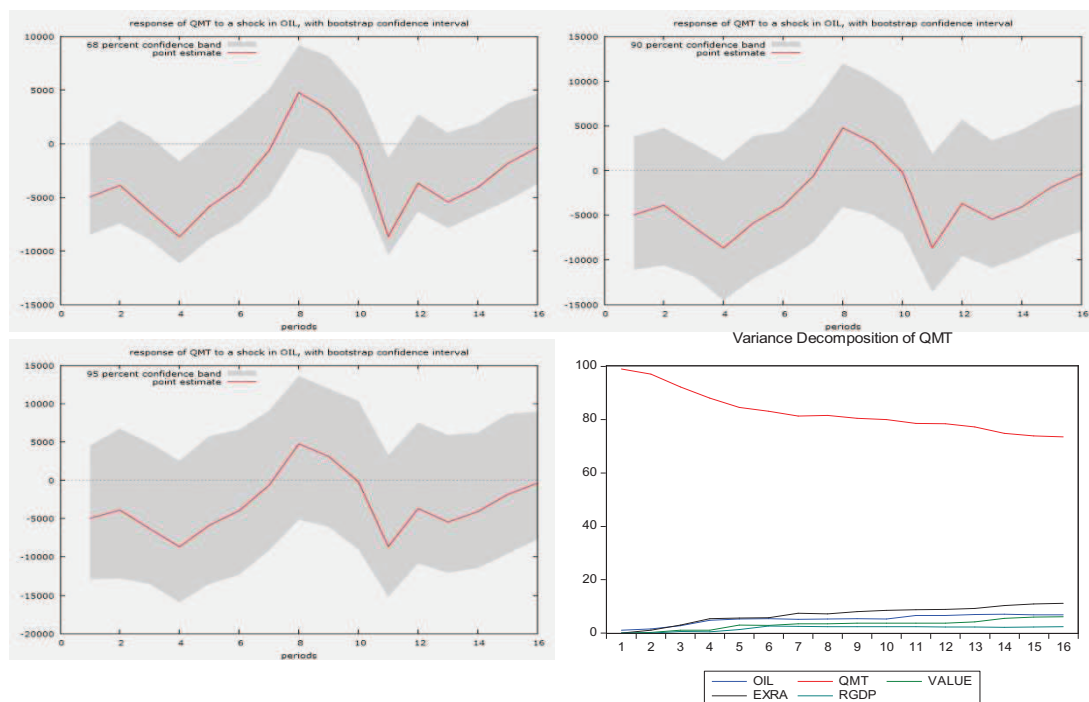 response of QMT to a shock in OIL, with bootstrap confidence interval
68 percent confidence band
point estimate
10000
5000
0
-5000
-10000
-15000
0 2 4 6 8 10 12 14 16
periods
response of QMT to a shock in OIL, with bootstrap confidence interval
90 percent confidence band
point estimate
15000
10000
5000
0
-5000
-10000
-15000
0 2 4 6 8 10 12 14 16
periods
response of QMT to a shock in OIL, with bootstrap confidence interval
95 percent confidence band
point estimate
15000
10000
5000
0
-5000
-10000
-15000
-20000
0 2 4 6 8 10 12 14 16
periods
Variance Decomposition of QMT
100
80
60
40
20
0
1 2 3 4 5 6 7 8 9 10 11 12 13 14 15 16
OIL QMT VALUE
EXRA RGDP